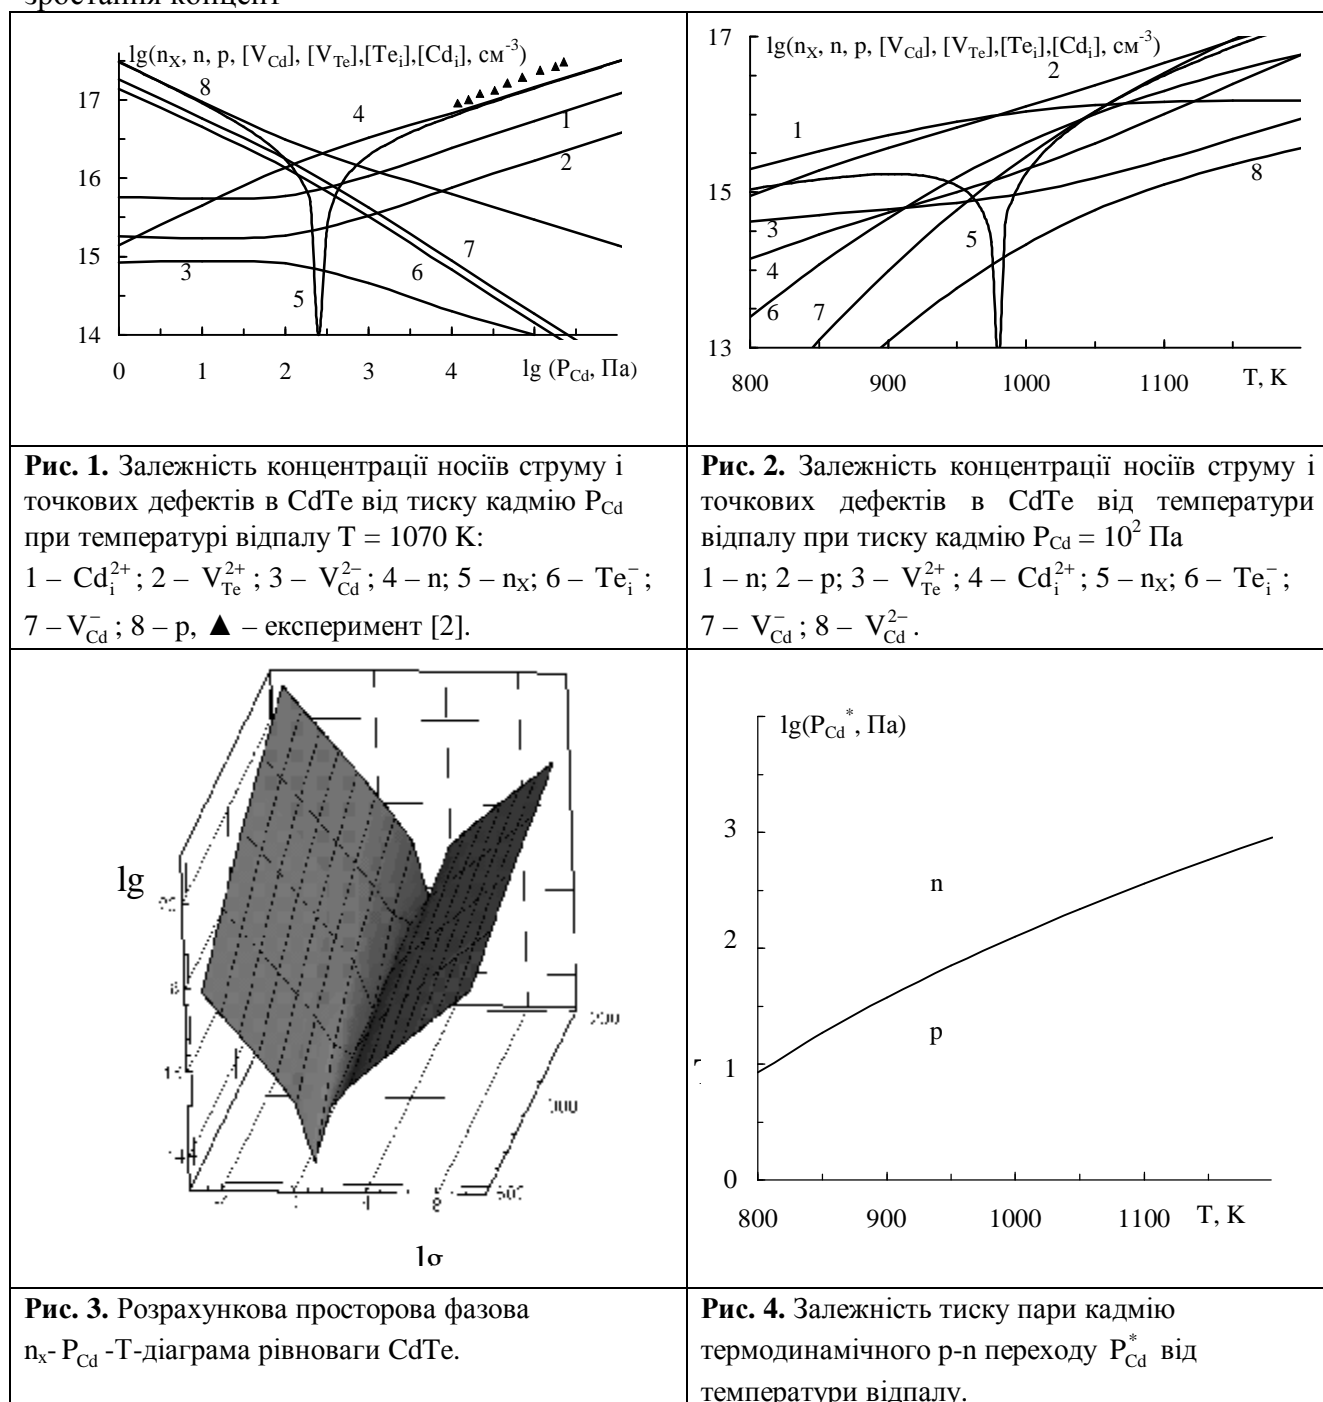 зростання концент
lg(n_X, n, p, [V_Cd], [V_Te],[Te_i],[Cd_i], см^-3)
17
16
15
14
8
4
1
2
3
5
6
7
0 1 2 3 4
lg (P_Cd, Па)
Рис. 1. Залежність концентрації носіїв струму і
точкових дефектів в CdTe від тиску кадмію P_Cd
при температурі відпалу T = 1070 K:
1 – Cd_i^2+; 2 – V_Te^2+; 3 – V_Cd^2-; 4 – n; 5 – n_X; 6 – Te_i^-;
7 – V_Cd^-; 8 – p, ▲ – експеримент [2].
lg(n_X, n, p, [V_Cd], [V_Te],[Te_i],[Cd_i], см^-3)
17
15
13
2
1
8
3
5
4
6
7
800 900 1000 1100 T, K
Рис. 2. Залежність концентрації носіїв струму і
точкових дефектів в CdTe від температури
відпалу при тиску кадмію P_Cd = 10^2 Па
1 – n; 2 – p; 3 – V_Te^2+; 4 – Cd_i^2+; 5 – n_X; 6 – Te_i^-;
7 – V_Cd^-; 8 – V_Cd^2-.
lg
Рис. 3. Розрахункова просторова фазова
n_x- P_Cd -T-діаграма рівноваги CdTe.
lg(P_Cd^*, Па)
3
2
1
0
n
p
800 900 1000 1100 T, K
Рис. 4. Залежність тиску пари кадмію
термодинамічного p-n переходу P_Cd^* від
температури відпалу.